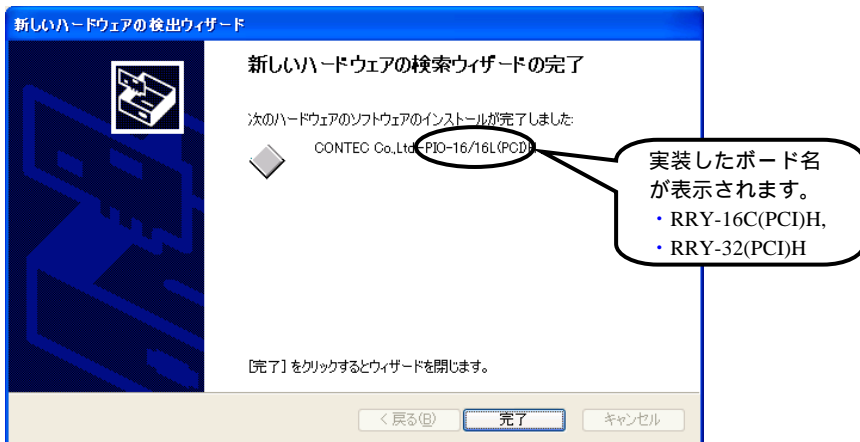 新しいハードウェアの検出ウィザード
新しいハードウェアの検索ウィザードの完了
次のハードウェアのソフトウェアのインストールが完了しました:
CONTEC Co.,Ltd.-PIO-16/16L(PCI)H
実装したボード名
が表示されます。
・RRY-16C(PCI)H,
・RRY-32(PCI)H
[完了] をクリックするとウィザードを閉じます。
< 戻る(B)
完了
キャンセル